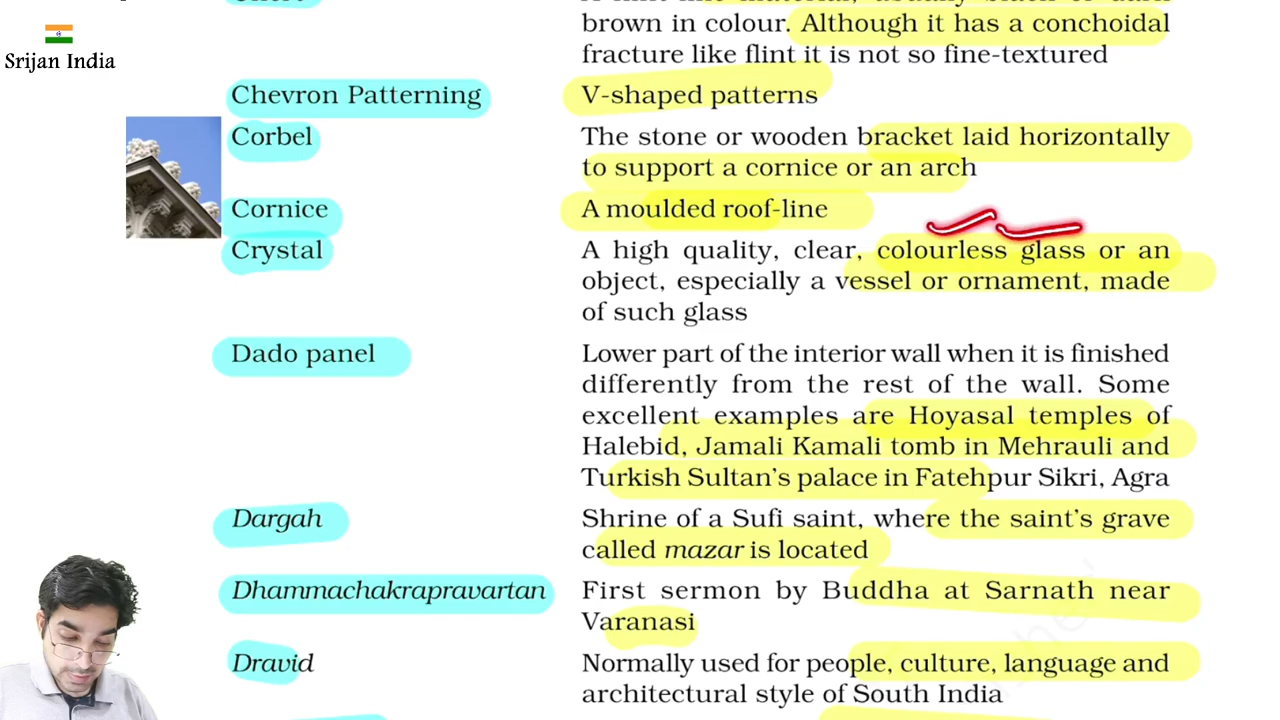 Srijan India
brown in colour. Although it has a conchoidal
fracture like flint it is not so fine-textured
Chevron Patterning V-shaped patterns
Corbel The stone or wooden bracket laid horizontally
to support a cornice or an arch
Cornice A moulded roof-line
Crystal A high quality, clear, colourless glass or an
object, especially a vessel or ornament, made
of such glass
Dado panel Lower part of the interior wall when it is finished
differently from the rest of the wall. Some
excellent examples are Hoyasal temples of
Halebid, Jamali Kamali tomb in Mehrauli and
Turkish Sultan's palace in Fatehpur Sikri, Agra
Dargah Shrine of a Sufi saint, where the saint's grave
called mazar is located
Dhammachakrapravartan First sermon by Buddha at Sarnath near
Varanasi
Dravid Normally used for people, culture, language and
architectural style of South India